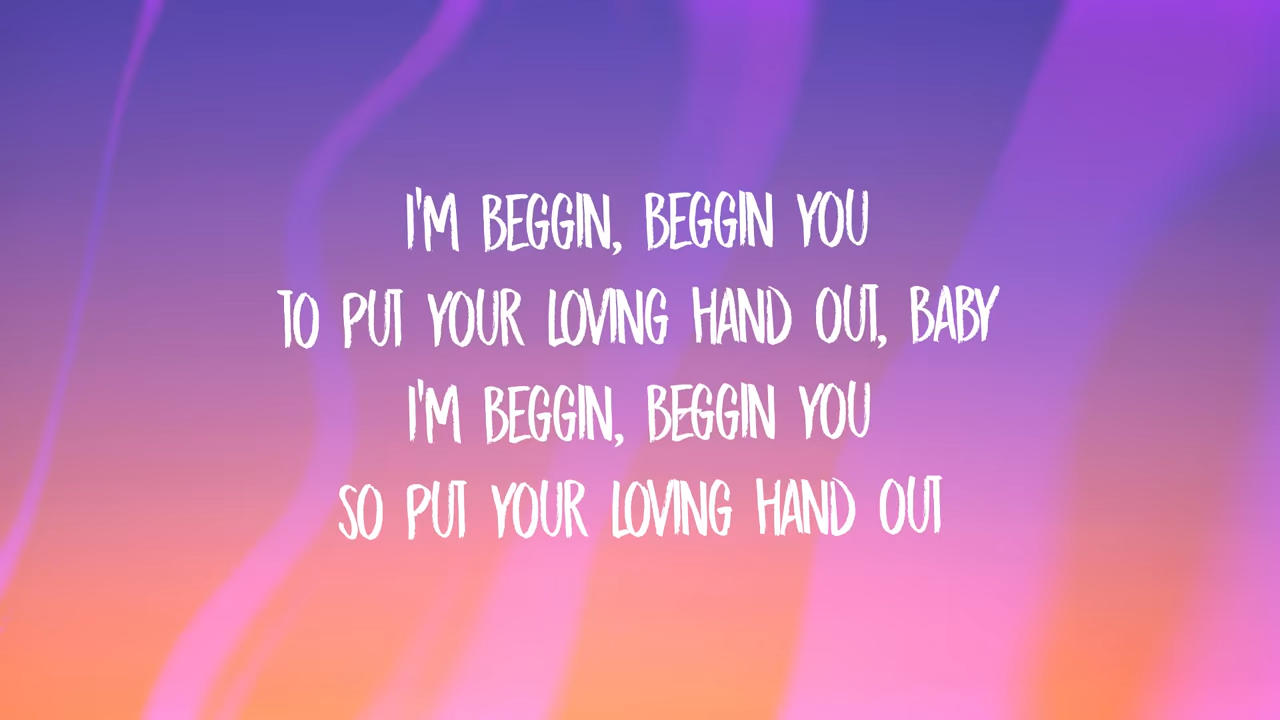 I'M BEGGIN, BEGGIN YOU
TO PUT YOUR LOVING HAND OUT, BABY
I'M BEGGIN, BEGGIN YOU
SO PUT YOUR LOVING HAND OUT